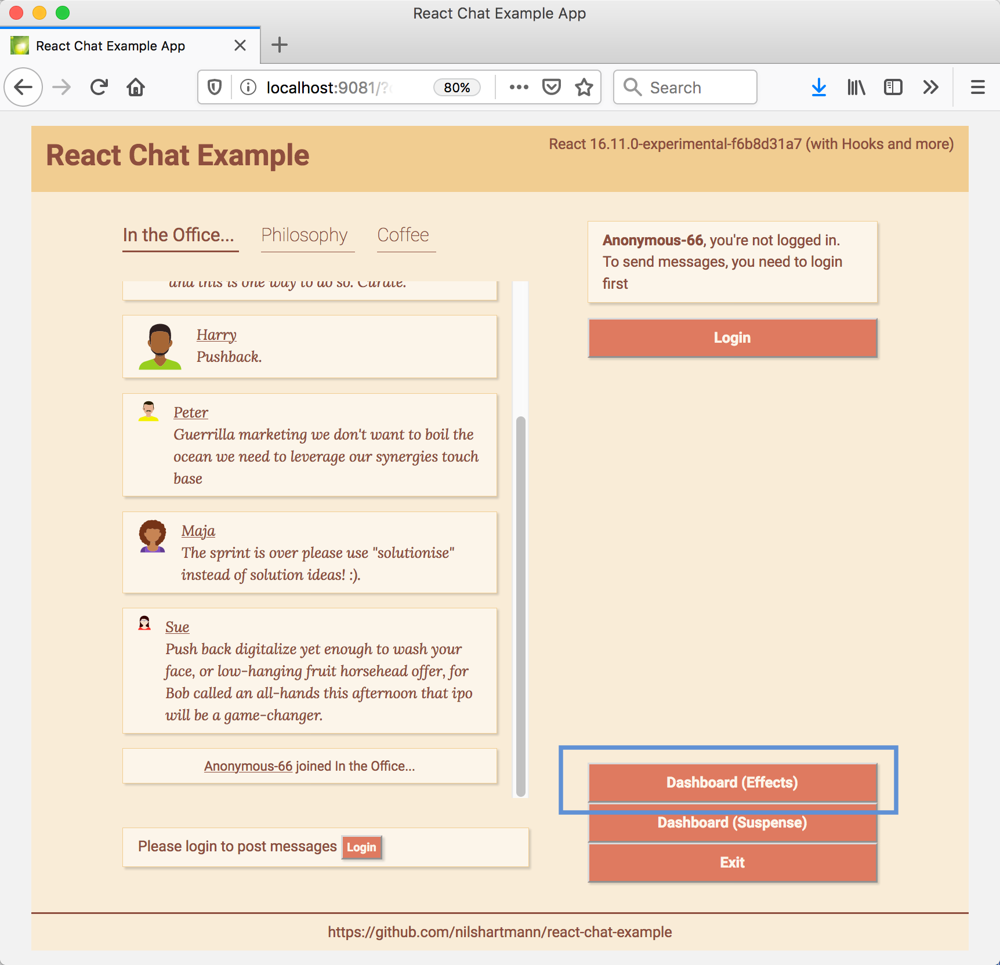 React Chat Example App
React Chat Example App
localhost:9081/?
80%
Search
React Chat Example
React 16.11.0-experimental-f6b8d31a7 (with Hooks and more)
In the Office...
Philosophy
Coffee
and this is one way to do so. Curate.
Harry
Pushback.
Peter
Guerrilla marketing we don't want to boil the
ocean we need to leverage our synergies touch
base
Maja
The sprint is over please use "solutionise"
instead of solution ideas! :).
Sue
Push back digitalize yet enough to wash your
face, or low-hanging fruit horsehead offer, for
Bob called an all-hands this afternoon that ipo
will be a game-changer.
Anonymous-66 joined In the Office...
Please login to post messages Login
Anonymous-66, you're not logged in.
To send messages, you need to login
first
Login
Dashboard (Effects)
Dashboard (Suspense)
Exit
https://github.com/nilshartmann/react-chat-example